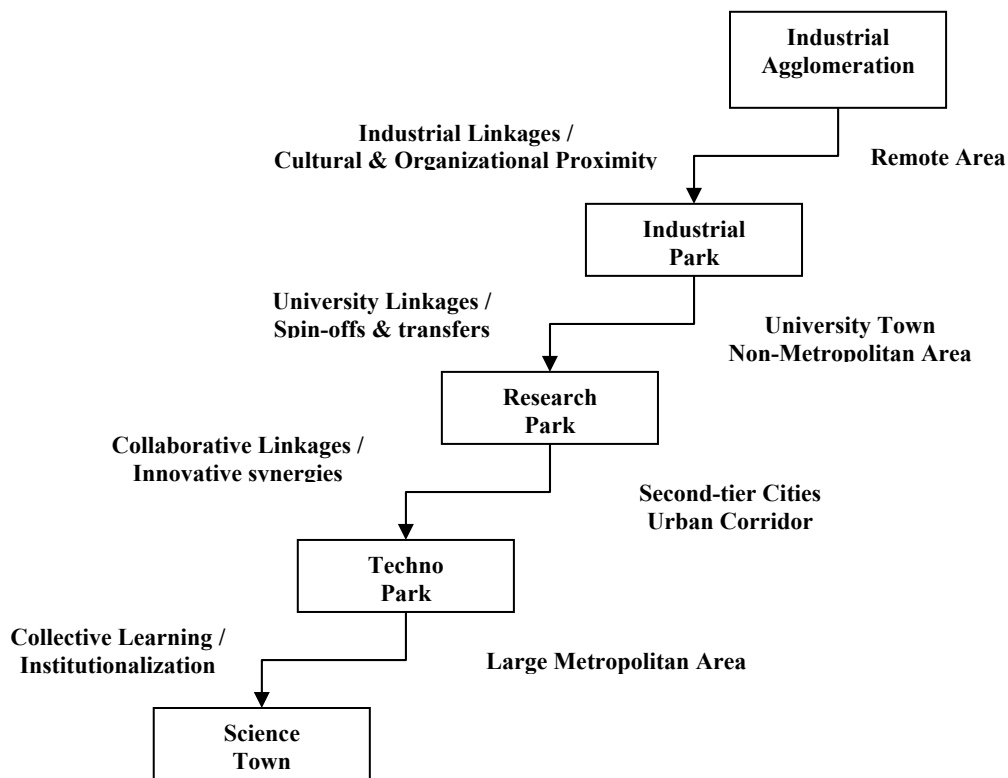 Industrial
Agglomeration
Industrial Linkages /
Cultural & Organizational Proximity
Remote Area
Industrial
Park
University Linkages /
Spin-offs & transfers
University Town
Non-Metropolitan Area
Research
Park
Collaborative Linkages /
Innovative synergies
Second-tier Cities
Urban Corridor
Techno
Park
Collective Learning /
Institutionalization
Large Metropolitan Area
Science
Town